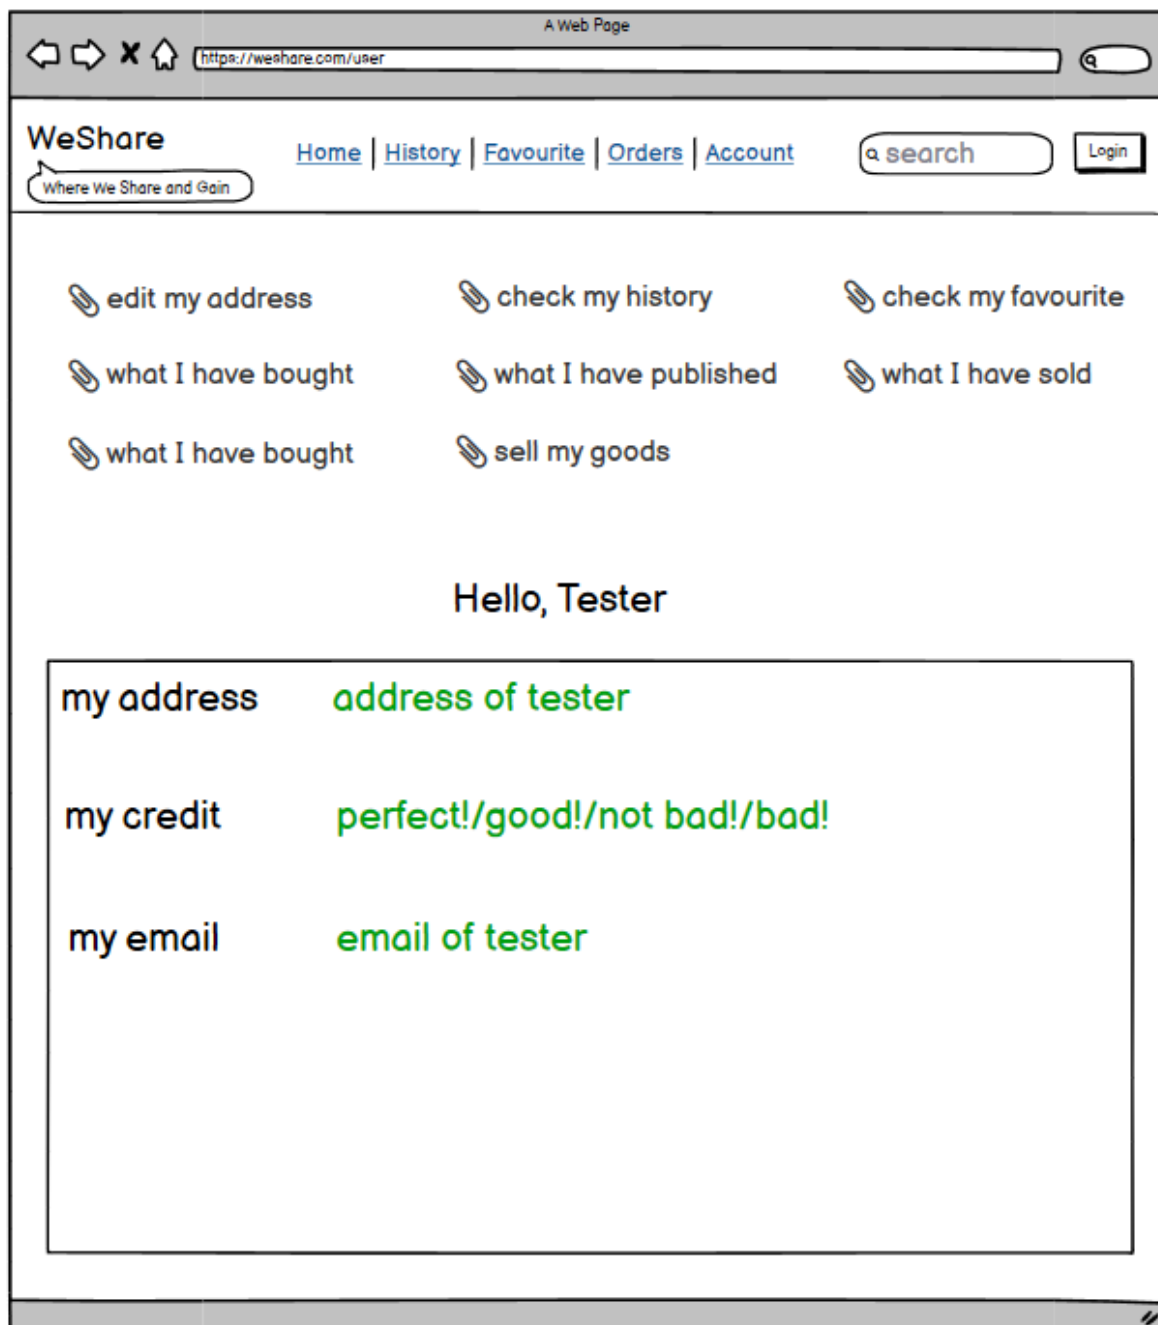 A Web Page
https://weshare.com/user
WeShare
Where We Share and Gain
Home | History | Favourite | Orders | Account
search
Login
edit my address
check my history
check my favourite
what I have bought
what I have published
what I have sold
what I have bought
sell my goods
Hello, Tester
my address address of tester
my credit perfect!/good!/not bad!/bad!
my email email of tester